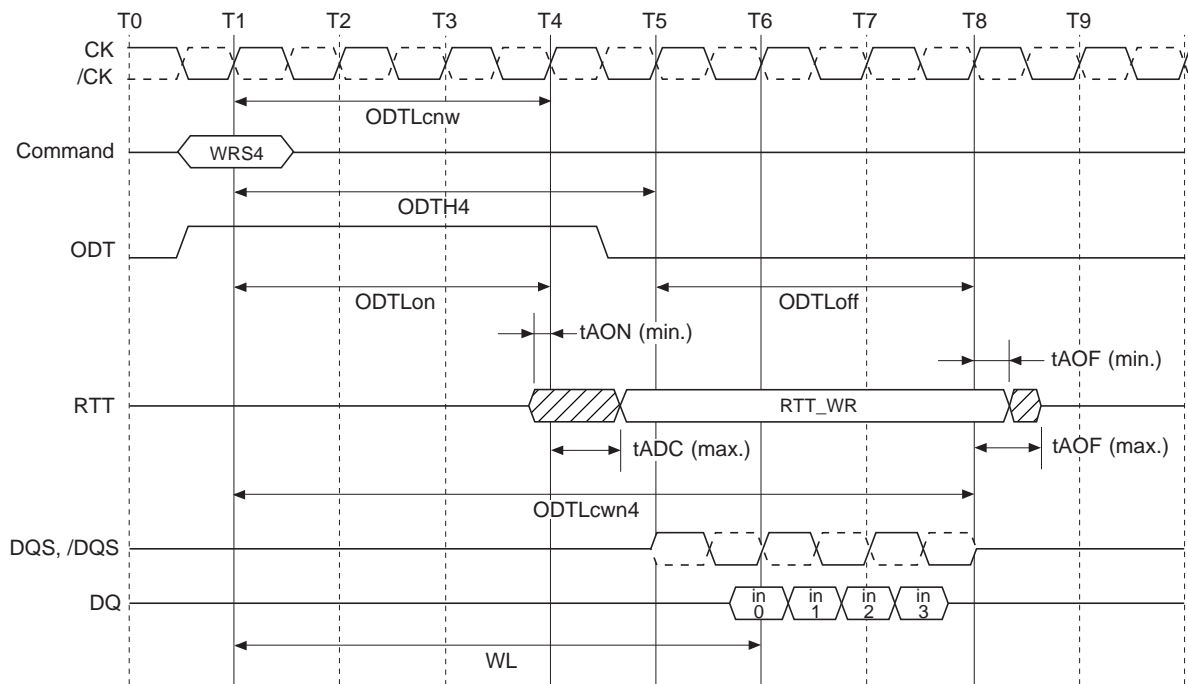 T0 T1 T2 T3 T4 T5 T6 T7 T8 T9
CK
/CK
ODTLcnw
Command WRS4
ODTH4
ODT
ODTLon ODTLoff
tAON (min.)
tAOF (min.)
RTT RTT_WR
tADC (max.) tAOF (max.)
ODTLcwn4
DQS, /DQS
DQ in 0 in 1 in 2 in 3
WL